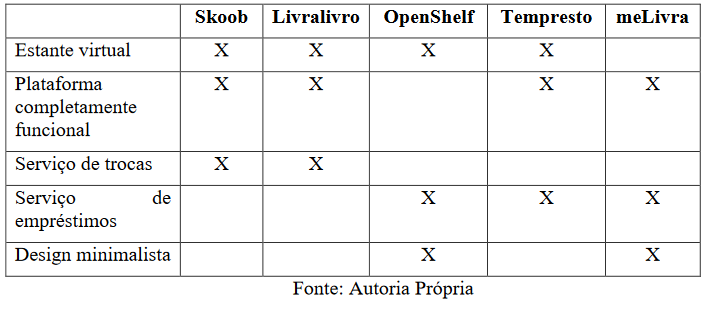 Skoob Livralivro OpenShelf Tempresto meLivra
Estante virtual X X X X
Plataforma X X X X
completamente
funcional
Serviço de trocas X X
Serviço de X X X
empréstimos
Design minimalista X X
Fonte: Autoria Própria